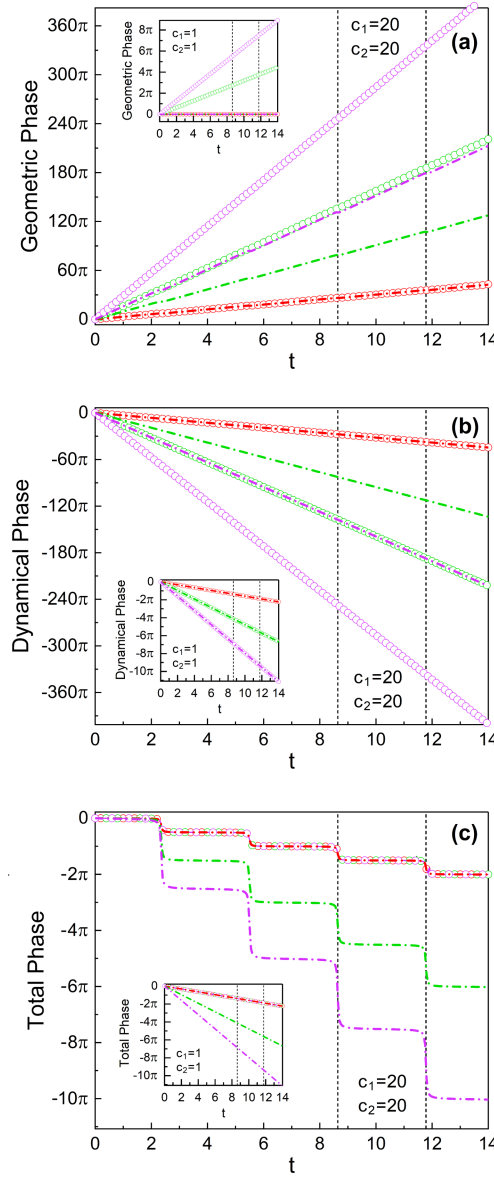 360π
300π
240π
180π
120π
60π
0
Geometric Phase
0 2 4 6 8 10 12 14
t
(a)
c₁=20
c₂=20
8π
6π
4π
2π
0
Geometric Phase
c₁=1
c₂=1
0 2 4 6 8 10 12 14
t
0
-60π
-120π
-180π
-240π
-300π
-360π
Dynamical Phase
0 2 4 6 8 10 12 14
t
(b)
c₁=20
c₂=20
0
-2π
-4π
-6π
-8π
-10π
Dynamical Phase
c₁=1
c₂=1
0 2 4 6 8 10 12 14
t
0
-2π
-4π
-6π
-8π
-10π
Total Phase
0 2 4 6 8 10 12 14
t
(c)
c₁=20
c₂=20
0
-2π
-4π
-6π
-8π
-10π
Total Phase
c₁=1
c₂=1
0 2 4 6 8 10 12 14
t